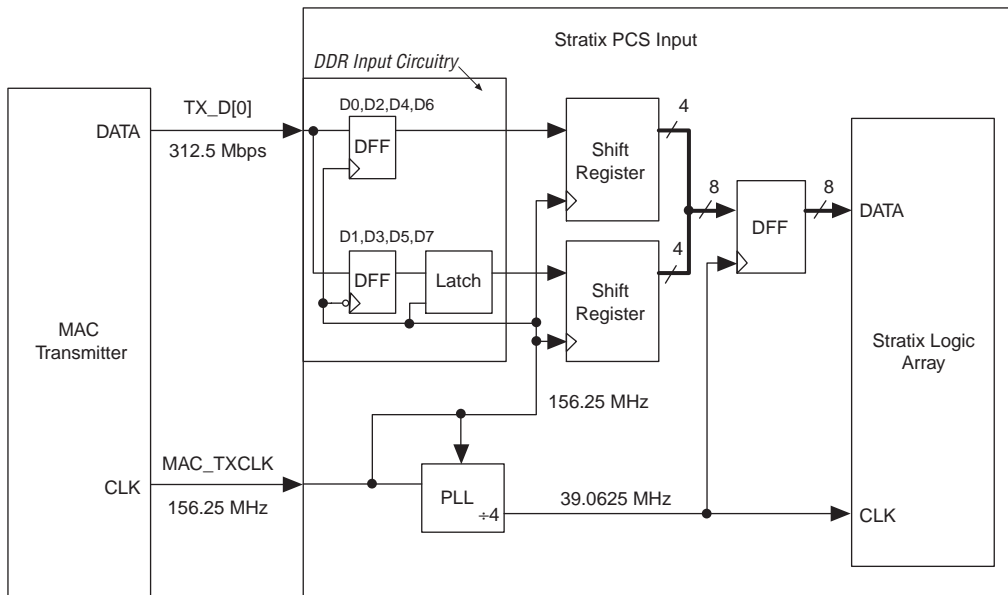 Stratix PCS Input
DDR Input Circuitry
TX_D[0]
DATA
312.5 Mbps
D0,D2,D4,D6
DFF
Shift
Register
4
D1,D3,D5,D7
DFF
Latch
Shift
Register
4
8
DFF
8
DATA
MAC
Transmitter
Stratix Logic
Array
156.25 MHz
MAC_TXCLK
CLK
156.25 MHz
PLL
÷4
39.0625 MHz
CLK